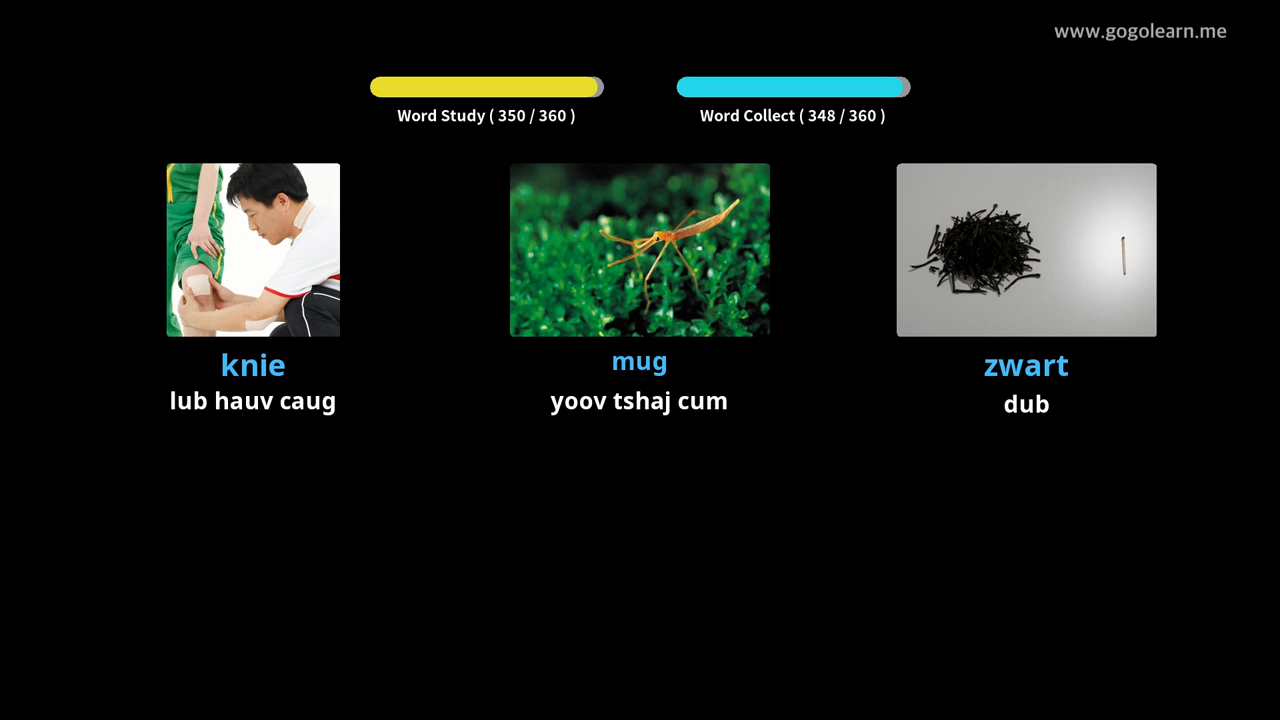 www.gogolearn.me
Word Study ( 350 / 360 )
Word Collect ( 348 / 360 )
knie
mug
zwart
lub hauv caug
yoov tshaj cum
dub